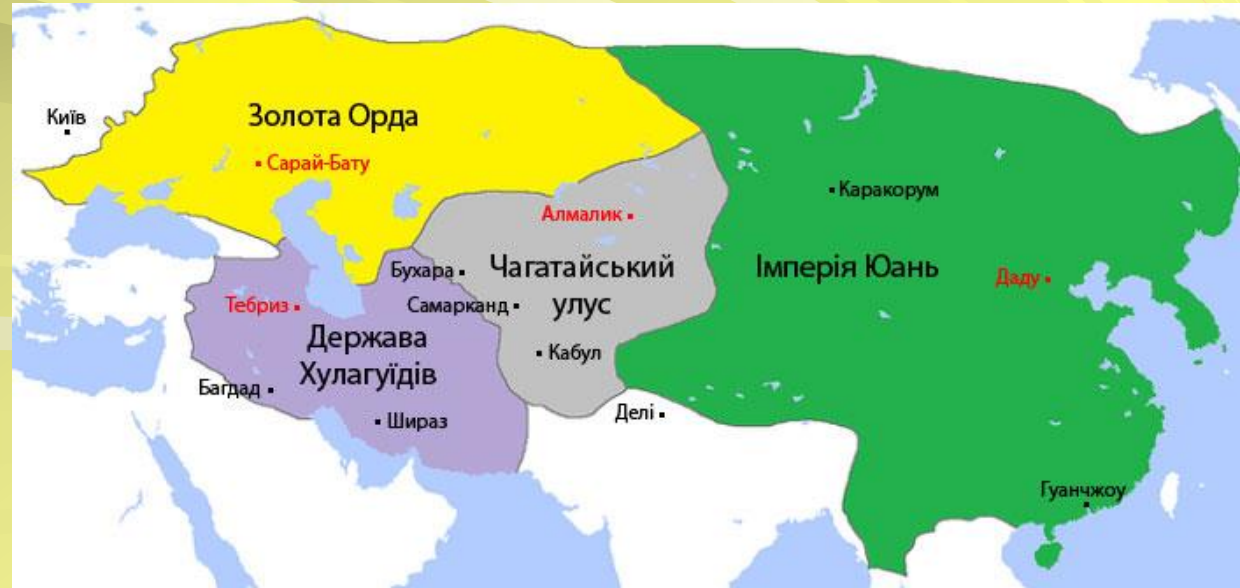 Київ
Золота Орда
Сарай-Бату
Каракорум
Алмалик
Бухара
Чагатайський
улус
Імперія Юань
Даду
Тебриз
Самарканд
Держава
Хулагуїдів
Кабул
Багдад
Шираз
Делі
Гуанчжоу